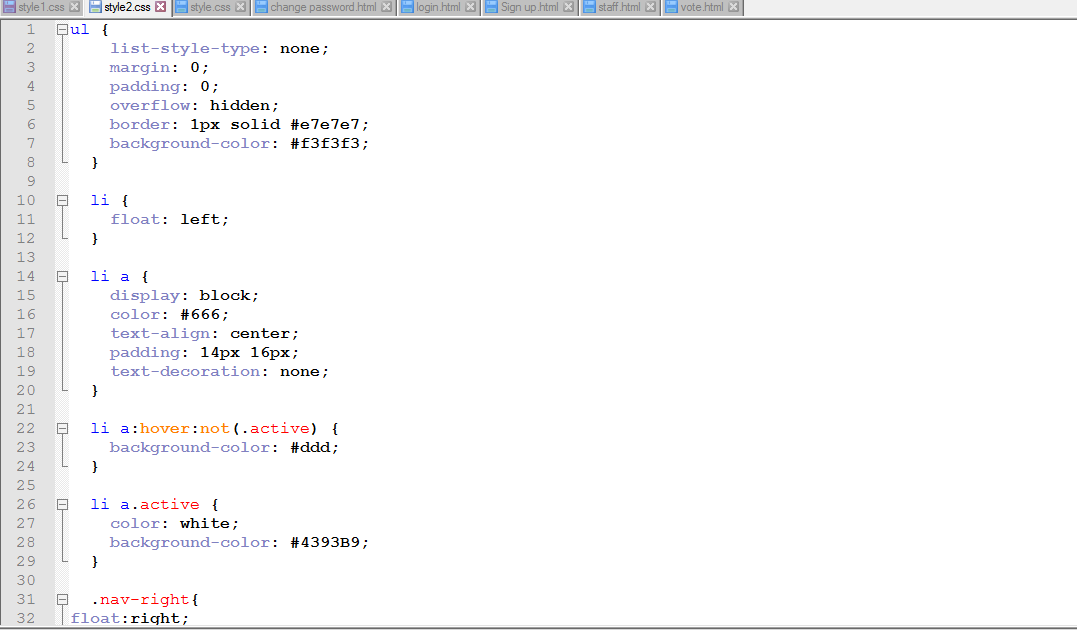 style1.css style2.css style.css change password.html login.html Sign up.html staff.html vote.html
1 ul {
2 list-style-type: none;
3 margin: 0;
4 padding: 0;
5 overflow: hidden;
6 border: 1px solid #e7e7e7;
7 background-color: #f3f3f3;
8 }
9
10 li {
11 float: left;
12 }
13
14 li a {
15 display: block;
16 color: #666;
17 text-align: center;
18 padding: 14px 16px;
19 text-decoration: none;
20 }
21
22 li a:hover:not(.active) {
23 background-color: #ddd;
24 }
25
26 li a.active {
27 color: white;
28 background-color: #4393B9;
29 }
30
31 .nav-right{
32 float:right;